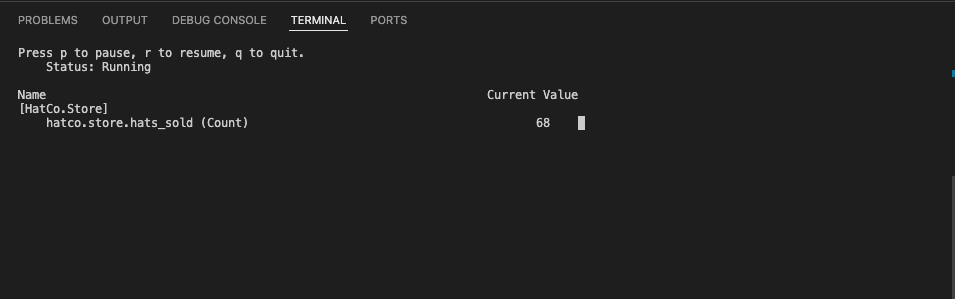 PROBLEMS OUTPUT DEBUG CONSOLE TERMINAL PORTS
Press p to pause, r to resume, q to quit.
    Status: Running
Name Current Value
[HatCo.Store]
    hatco.store.hats_sold (Count) 68